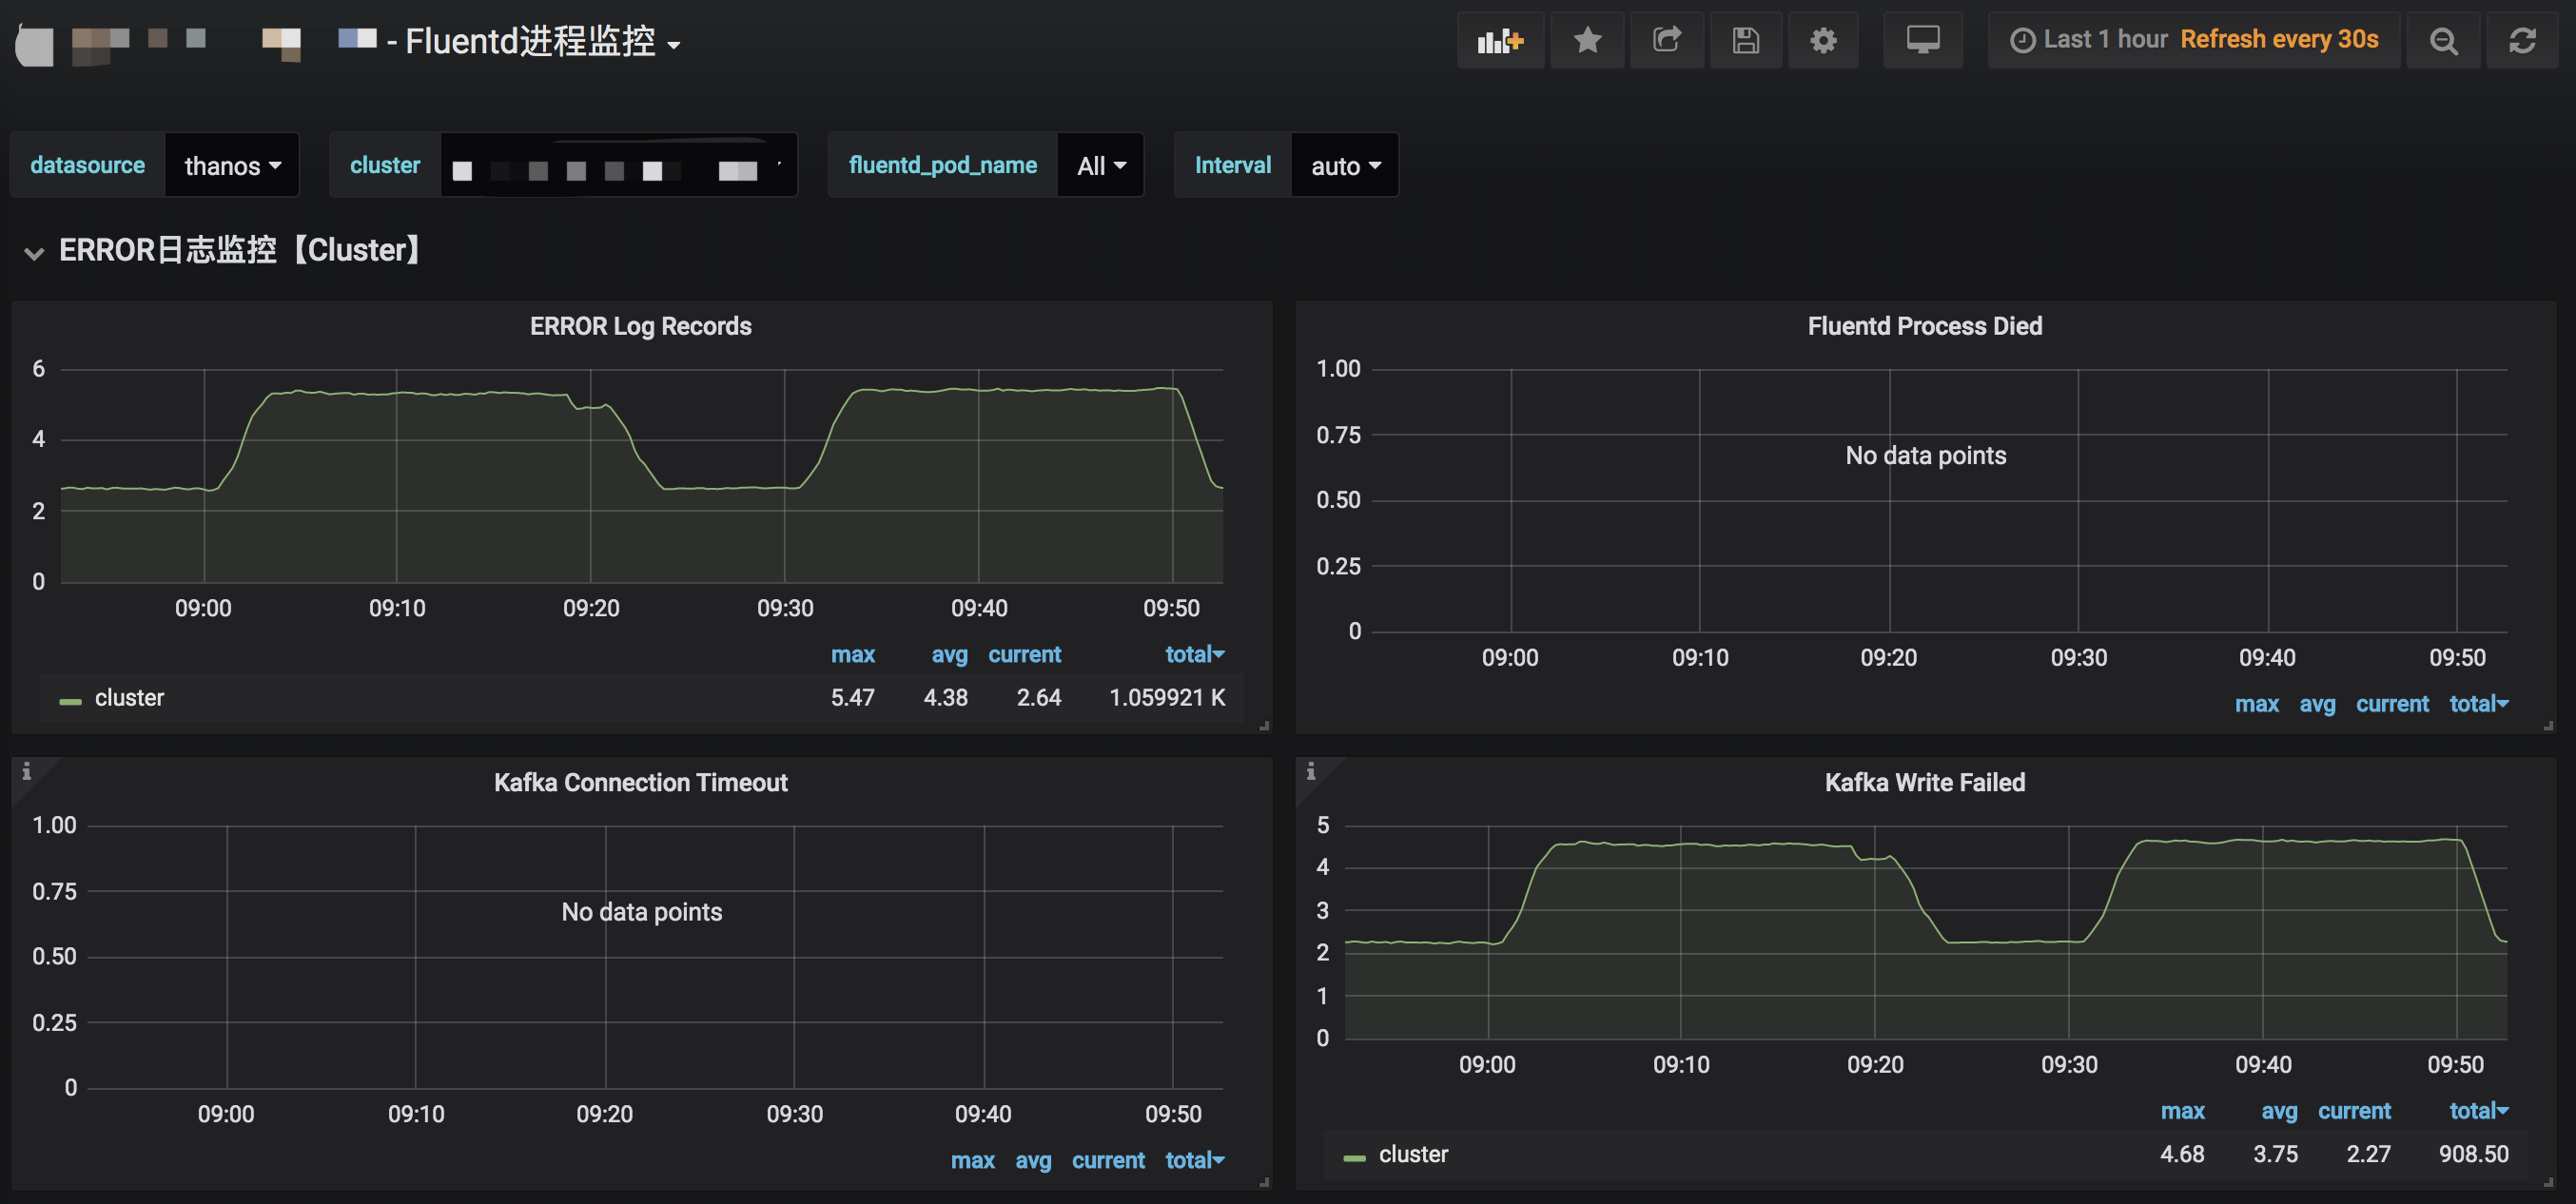 - Fluentd进程监控
Last 1 hour Refresh every 30s
datasource thanos cluster fluentd_pod_name All Interval auto
ERROR日志监控【Cluster】
ERROR Log Records
6
4
2
0
09:00 09:10 09:20 09:30 09:40 09:50
max avg current total
cluster 5.47 4.38 2.64 1.059921 K
Fluentd Process Died
1.00
0.75
No data points
0.50
0.25
0
09:00 09:10 09:20 09:30 09:40 09:50
max avg current total
i
Kafka Connection Timeout
1.00
0.75
No data points
0.50
0.25
0
09:00 09:10 09:20 09:30 09:40 09:50
max avg current total
i
Kafka Write Failed
5
4
3
2
1
0
09:00 09:10 09:20 09:30 09:40 09:50
max avg current total
cluster 4.68 3.75 2.27 908.50